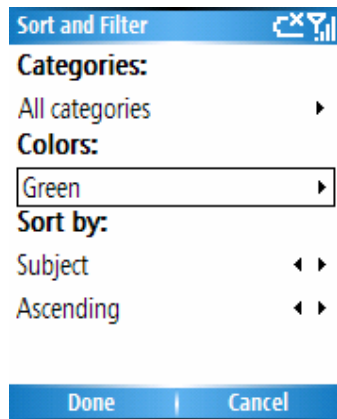 Sort and Filter
Categories:
All categories
Colors:
Green
Sort by:
Subject
Ascending
Done Cancel